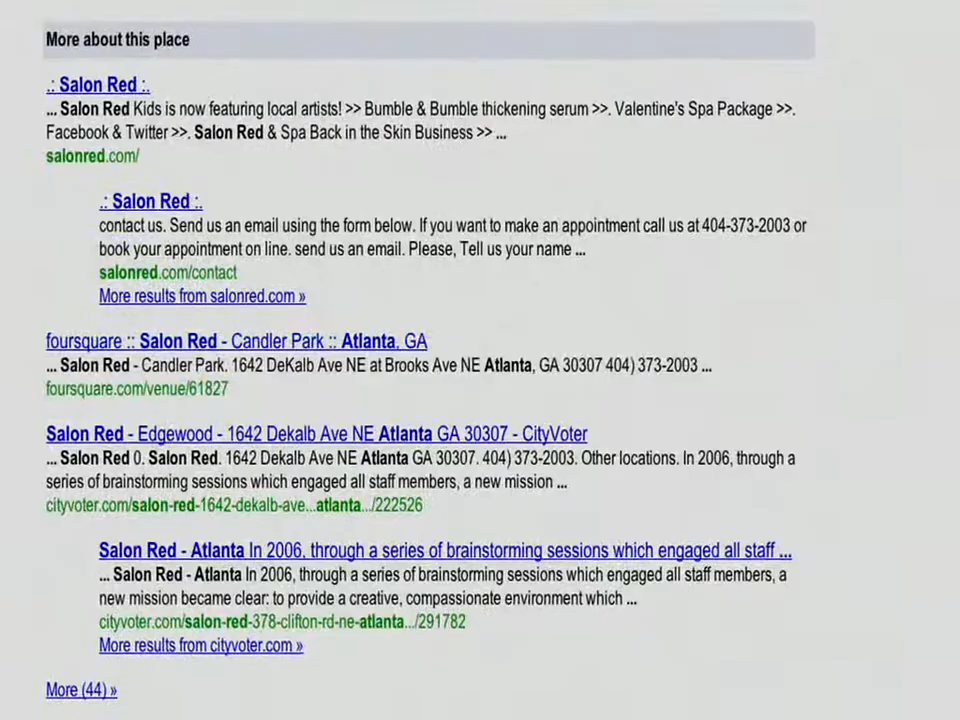 More about this place
.: Salon Red :.
... Salon Red Kids is now featuring local artists! >> Bumble & Bumble thickening serum >>. Valentine's Spa Package >>.
Facebook & Twitter >>. Salon Red & Spa Back in the Skin Business >> ...
salonred.com/
.: Salon Red :.
contact us. Send us an email using the form below. If you want to make an appointment call us at 404-373-2003 or
book your appointment on line. send us an email. Please, Tell us your name ...
salonred.com/contact
More results from salonred.com »
foursquare :: Salon Red - Candler Park :: Atlanta, GA
... Salon Red - Candler Park. 1642 DeKalb Ave NE at Brooks Ave NE Atlanta, GA 30307 404) 373-2003 ...
foursquare.com/venue/61827
Salon Red - Edgewood - 1642 Dekalb Ave NE Atlanta GA 30307 - CityVoter
... Salon Red 0. Salon Red. 1642 Dekalb Ave NE Atlanta GA 30307. 404) 373-2003. Other locations. In 2006, through a
series of brainstorming sessions which engaged all staff members, a new mission ...
cityvoter.com/salon-red-1642-dekalb-ave...atlanta.../222526
Salon Red - Atlanta In 2006, through a series of brainstorming sessions which engaged all staff ...
... Salon Red - Atlanta In 2006, through a series of brainstorming sessions which engaged all staff members, a
new mission became clear: to provide a creative, compassionate environment which ...
cityvoter.com/salon-red-378-clifton-rd-ne-atlanta.../291782
More results from cityvoter.com »
More (44) »